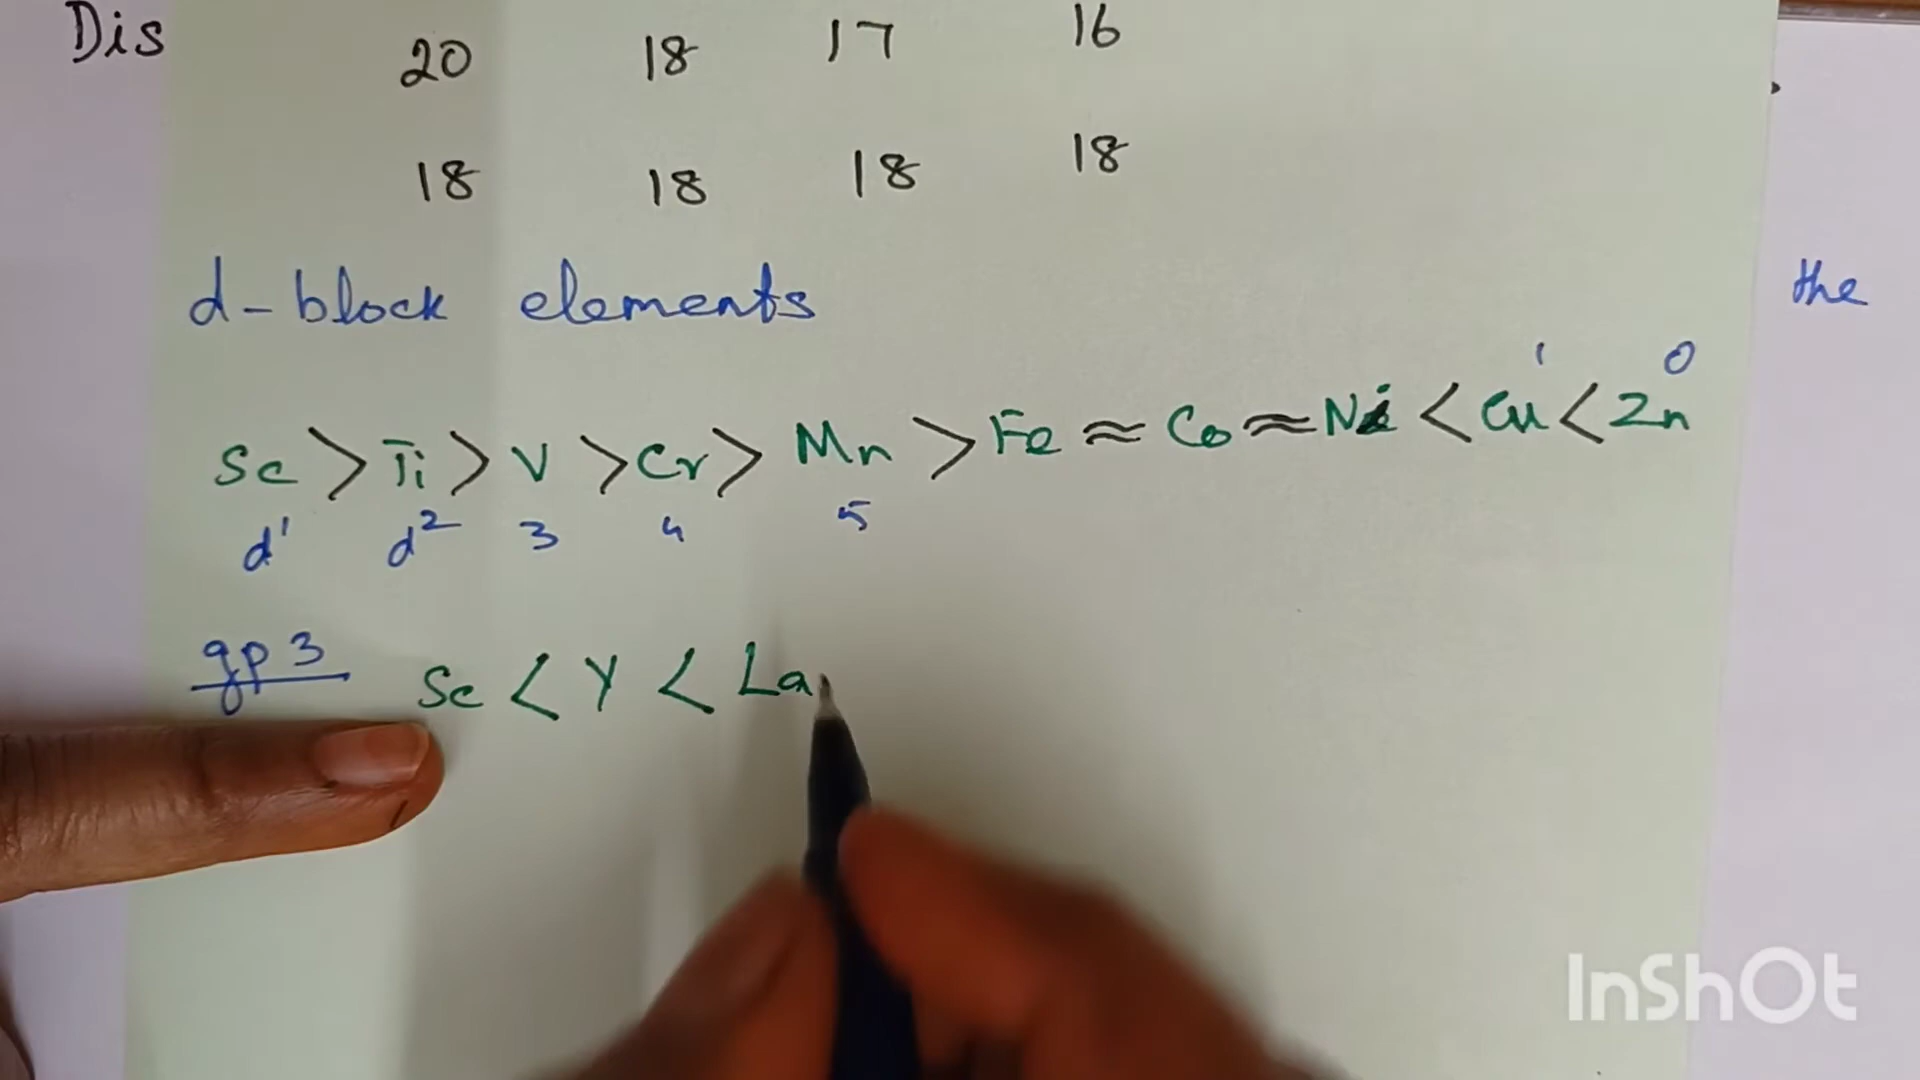 Dis
20 18 17 16
18 18 18 18
d-block elements the
1 0
Sc > Ti > V > Cr > Mn > Fe ≈ Co ≈ Ni < Cu < Zn
d¹ d² 3 4 5
gp 3 Sc < Y < La
InShOt